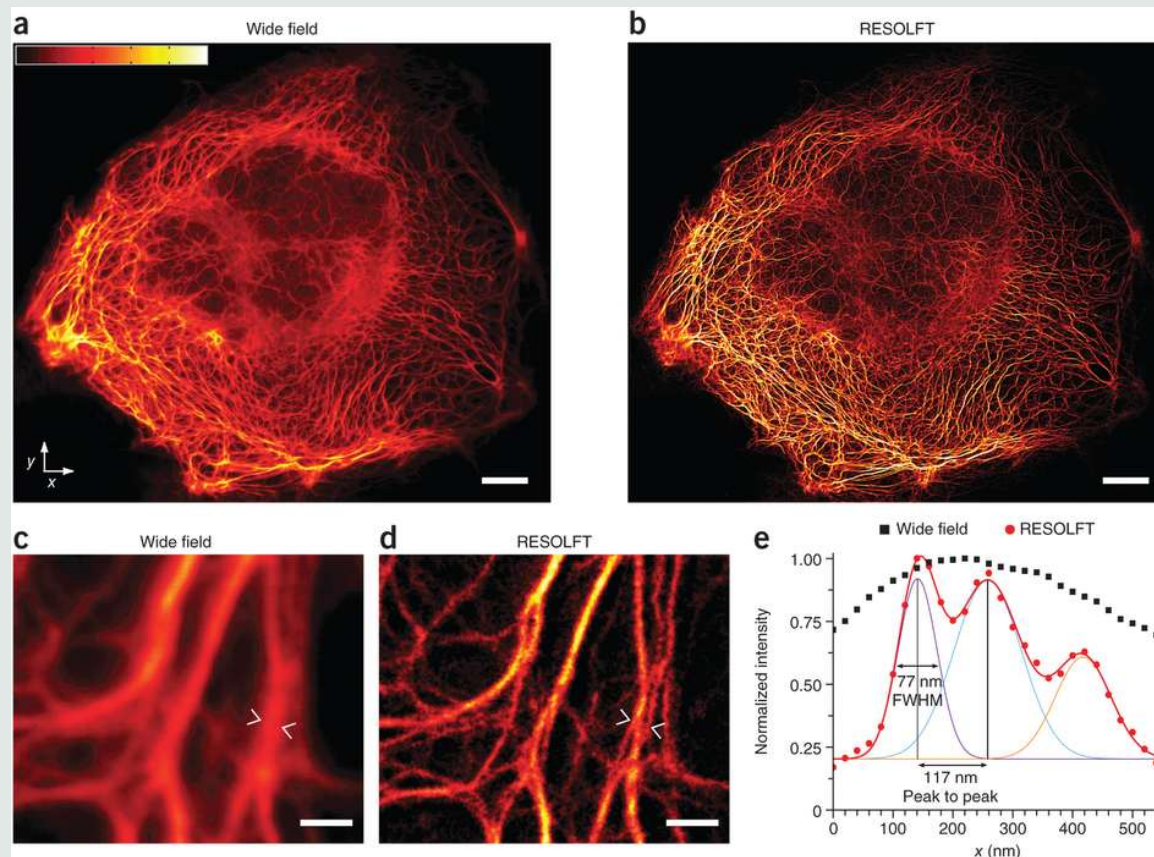 a
Wide field
b
RESOLFT
y
x
c
Wide field
d
RESOLFT
e
Wide field
RESOLFT
Normalized intensity
1.00
0.75
0.50
0.25
0
77 nm
FWHM
117 nm
Peak to peak
0 100 200 300 400 500
x (nm)